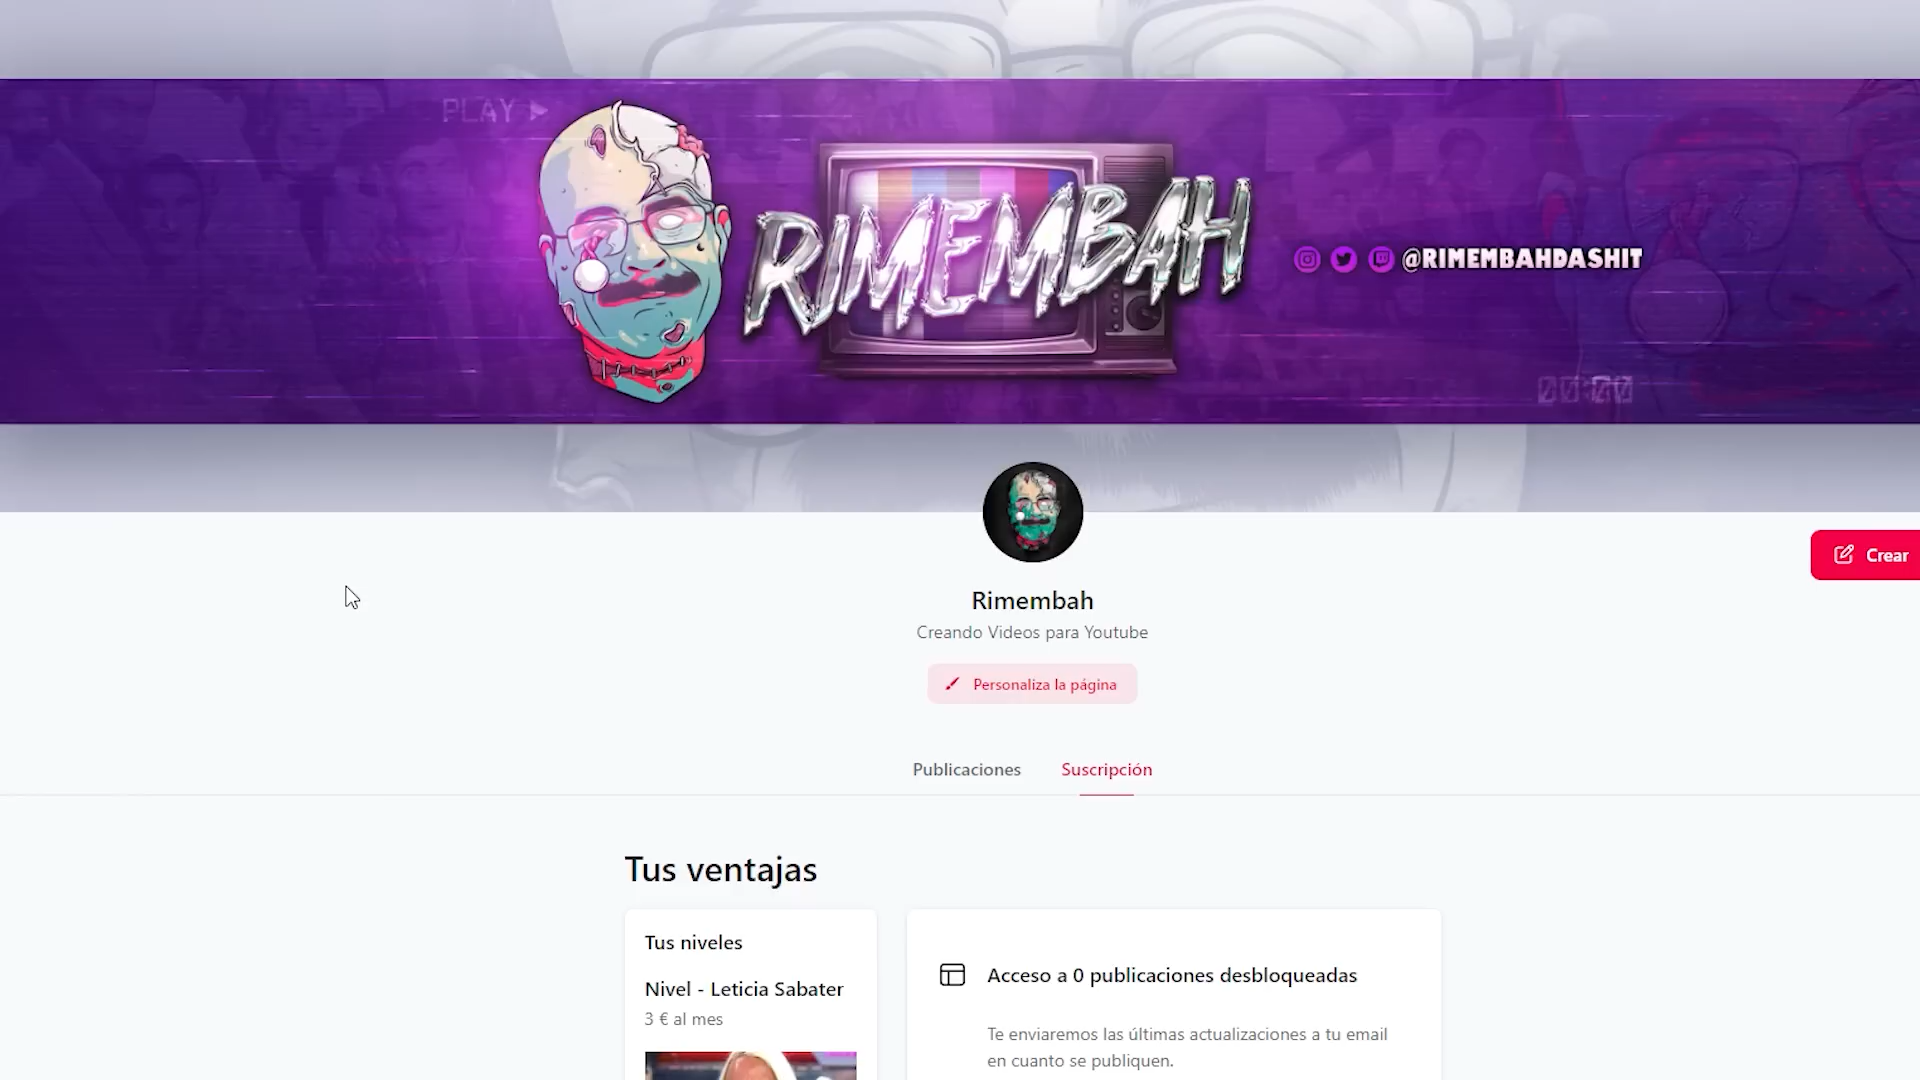 PLAY
RIMEMBAH
@RIMEMBAHDASHIT
00:00
Crear
Rimembah
Creando Videos para Youtube
Personaliza la página
Publicaciones
Suscripción
Tus ventajas
Tus niveles
Nivel - Leticia Sabater
3 € al mes
Acceso a 0 publicaciones desbloqueadas
Te enviaremos las últimas actualizaciones a tu email
en cuanto se publiquen.